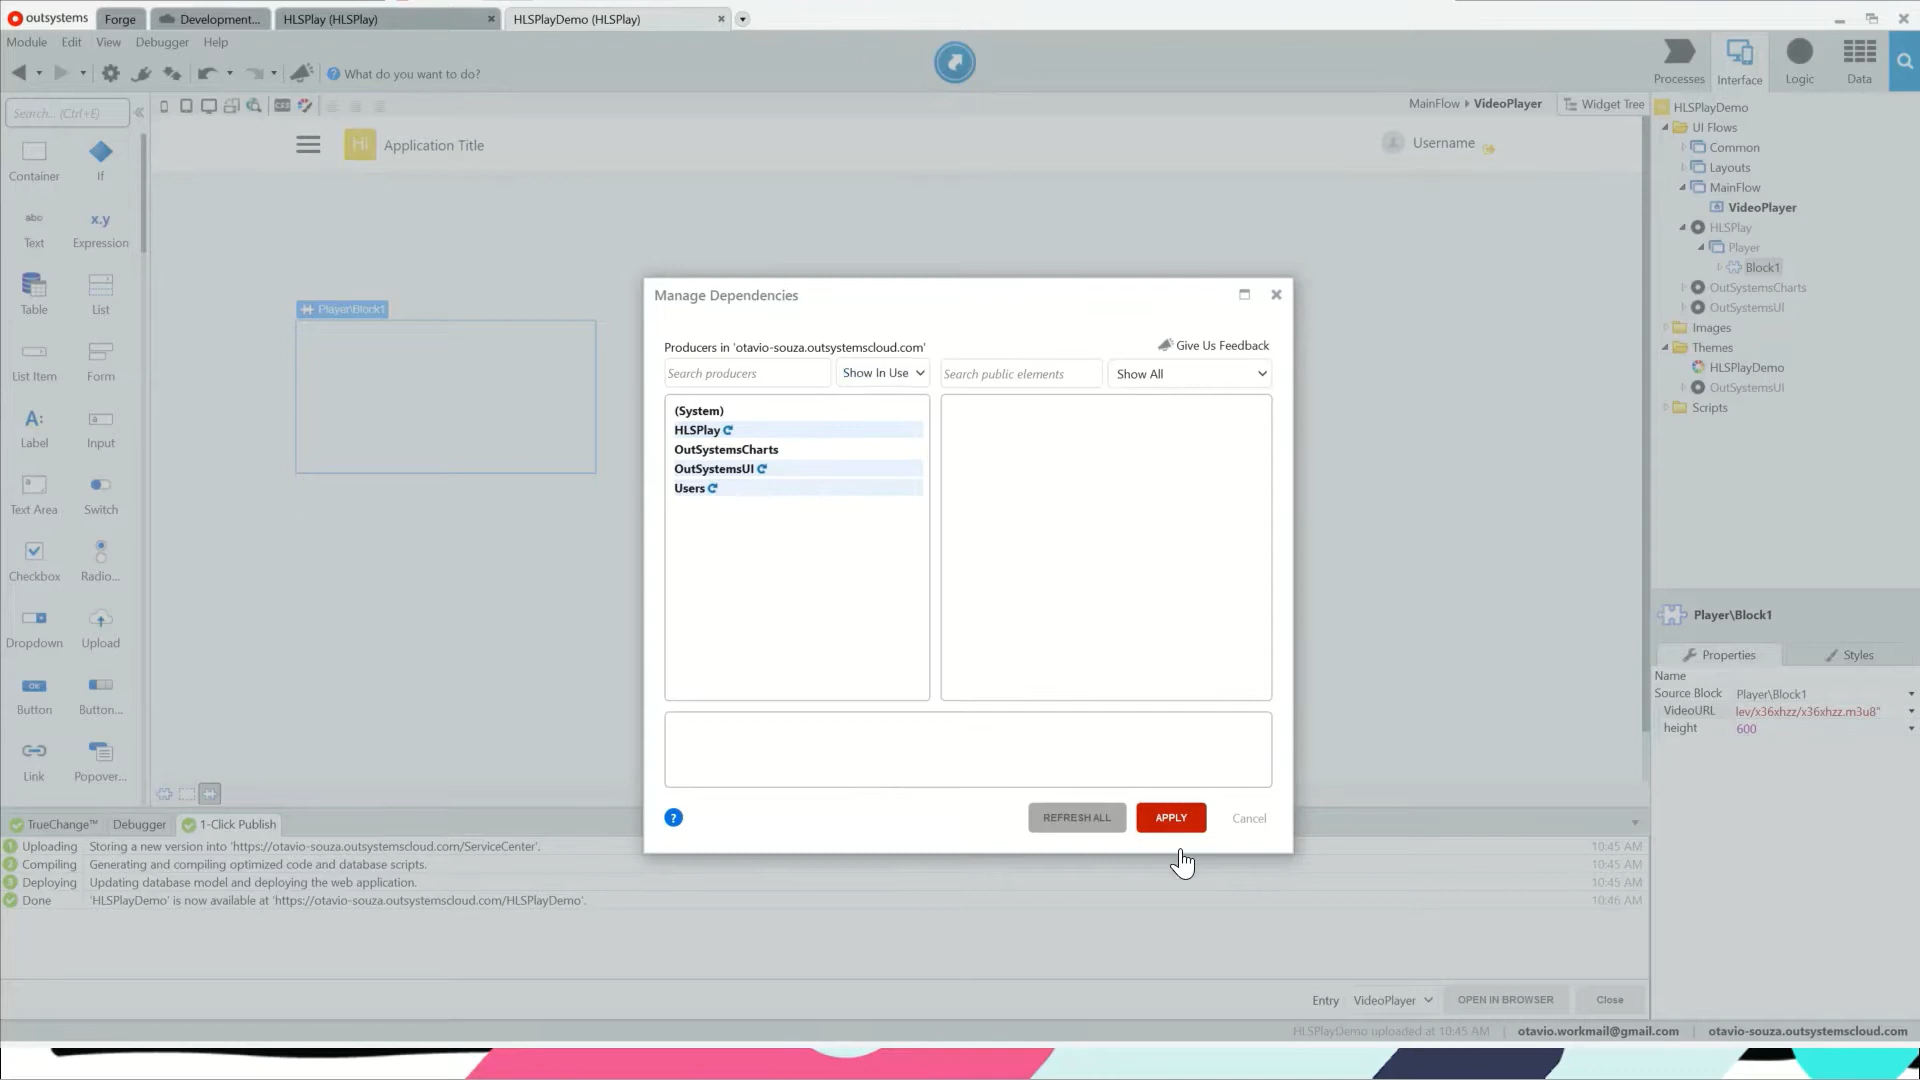 outsystems Forge Development... HLSPlay (HLSPlay) HLSPlayDemo (HLSPlay)
Module Edit View Debugger Help
What do you want to do?
Processes Interface Logic Data
Search... (Ctrl+E)
MainFlow VideoPlayer Widget Tree
Hi Application Title
Username
Container If
abc x.y
Text Expression
Table List
List Item Form
Label Input
Text Area Switch
Checkbox Radio...
Dropdown Upload
OK
Button Button...
Link Popover...
Player\Block1
Manage Dependencies
Producers in 'otavio-souza.outsystemscloud.com'
Give Us Feedback
Search producers Show In Use Search public elements Show All
(System)
HLSPlay
OutSystemsCharts
OutSystemsUI
Users
? REFRESH ALL APPLY Cancel
HLSPlayDemo
UI Flows
Common
Layouts
MainFlow
VideoPlayer
HLSPlay
Player
Block1
OutSystemsCharts
OutSystemsUI
Images
Themes
HLSPlayDemo
OutSystemsUI
Scripts
Player\Block1
Properties Styles
Name
Source Block Player\Block1
VideoURL lev/x36xhzz/x36xhzz.m3u8"
height 600
TrueChange™ Debugger 1-Click Publish
1 Uploading Storing a new version into 'https://otavio-souza.outsystemscloud.com/ServiceCenter'. 10:45 AM
2 Compiling Generating and compiling optimized code and database scripts. 10:45 AM
3 Deploying Updating database model and deploying the web application. 10:45 AM
Done 'HLSPlayDemo' is now available at 'https://otavio-souza.outsystemscloud.com/HLSPlayDemo'. 10:46 AM
Entry VideoPlayer OPEN IN BROWSER Close
HLSPlayDemo uploaded at 10:45 AM | otavio.workmail@gmail.com | otavio-souza.outsystemscloud.com